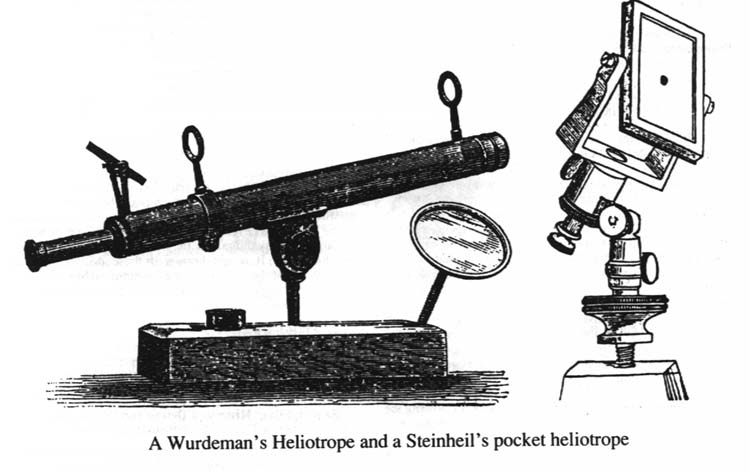 A Wurdeman's Heliotrope and a Steinheil's pocket heliotrope